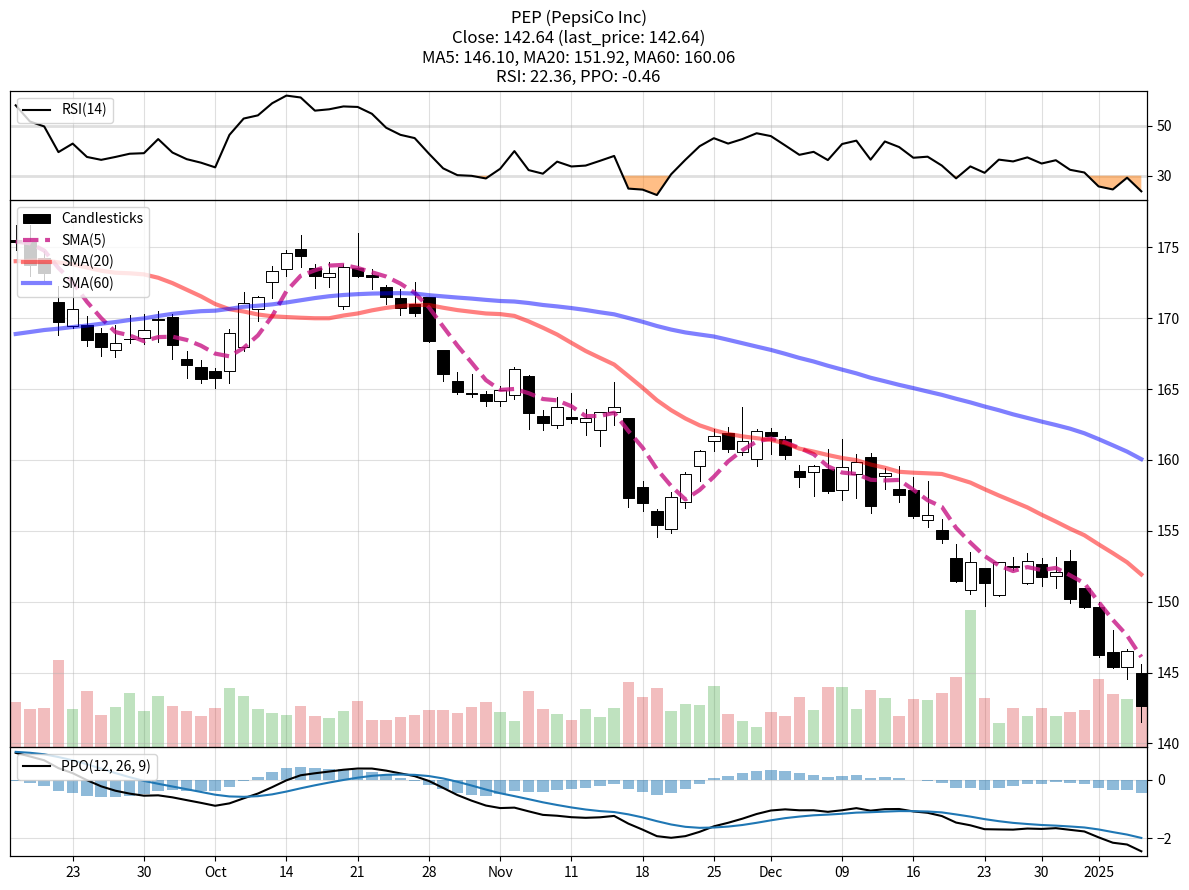 PEP (PepsiCo Inc)
Close: 142.64 (last_price: 142.64)
MA5: 146.10, MA20: 151.92, MA60: 160.06
RSI: 22.36, PPO: -0.46
RSI(14)
50
30
Candlesticks
SMA(5)
SMA(20)
SMA(60)
175
170
165
160
155
150
145
140
PPO(12, 26, 9)
0
−2
23 30 Oct 14 21 28 Nov 11 18 25 Dec 09 16 23 30 2025